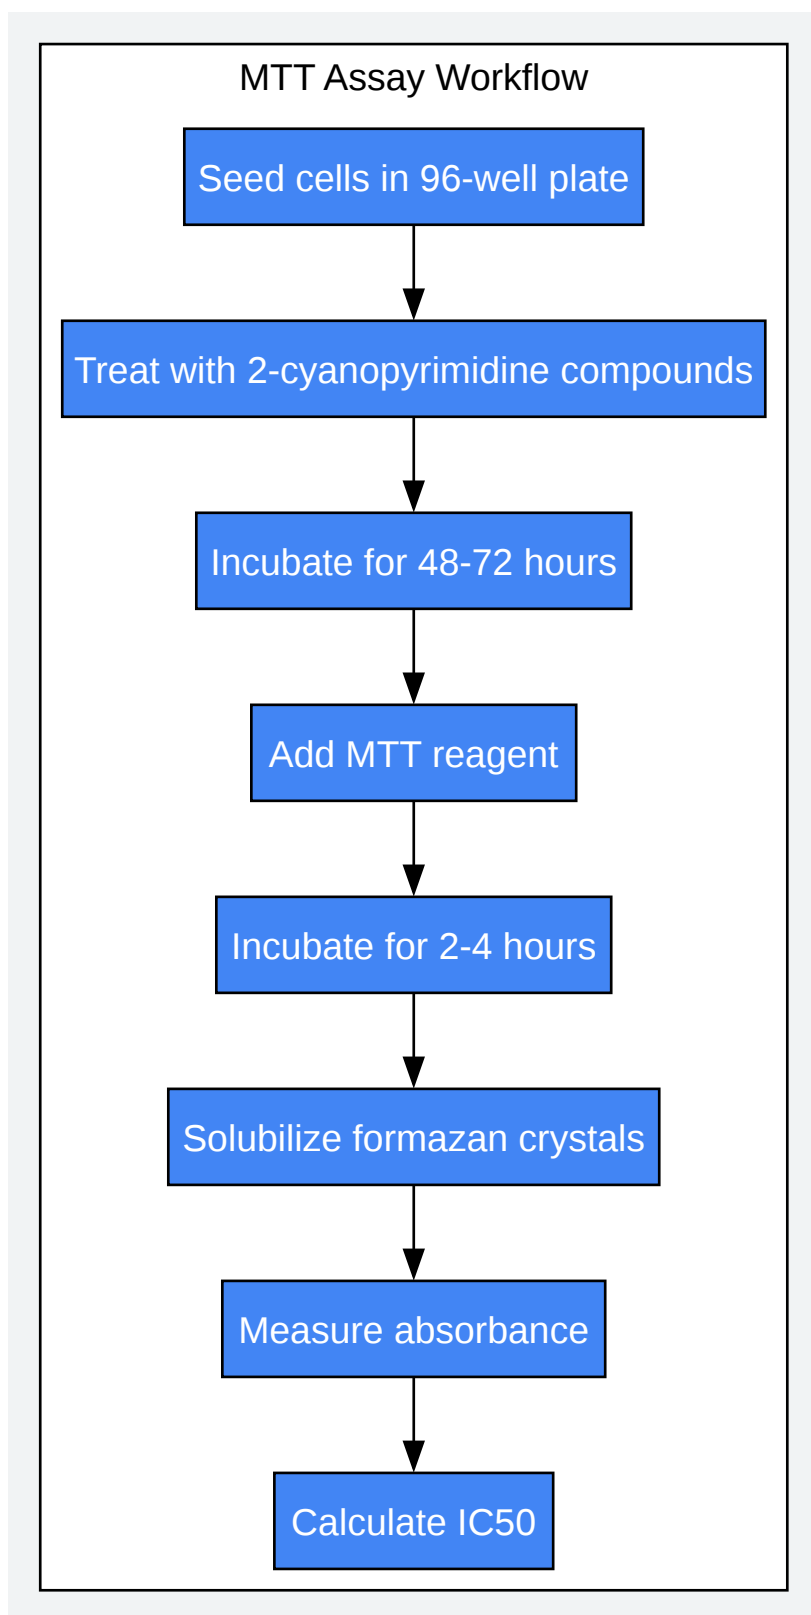 MTT Assay Workflow
Seed cells in 96-well plate
Treat with 2-cyanopyrimidine compounds
Incubate for 48-72 hours
Add MTT reagent
Incubate for 2-4 hours
Solubilize formazan crystals
Measure absorbance
Calculate IC50